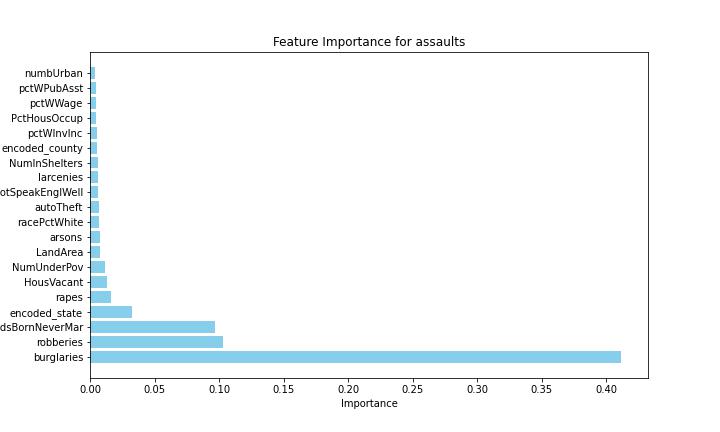 Feature Importance for assaults
numbUrban
pctWPubAsst
pctWWage
PctHousOccup
pctWInvInc
encoded_county
NumInShelters
larcenies
otSpeakEnglWell
autoTheft
racePctWhite
arsons
LandArea
NumUnderPov
HousVacant
rapes
encoded_state
dsBornNeverMar
robberies
burglaries
0.00 0.05 0.10 0.15 0.20 0.25 0.30 0.35 0.40
Importance